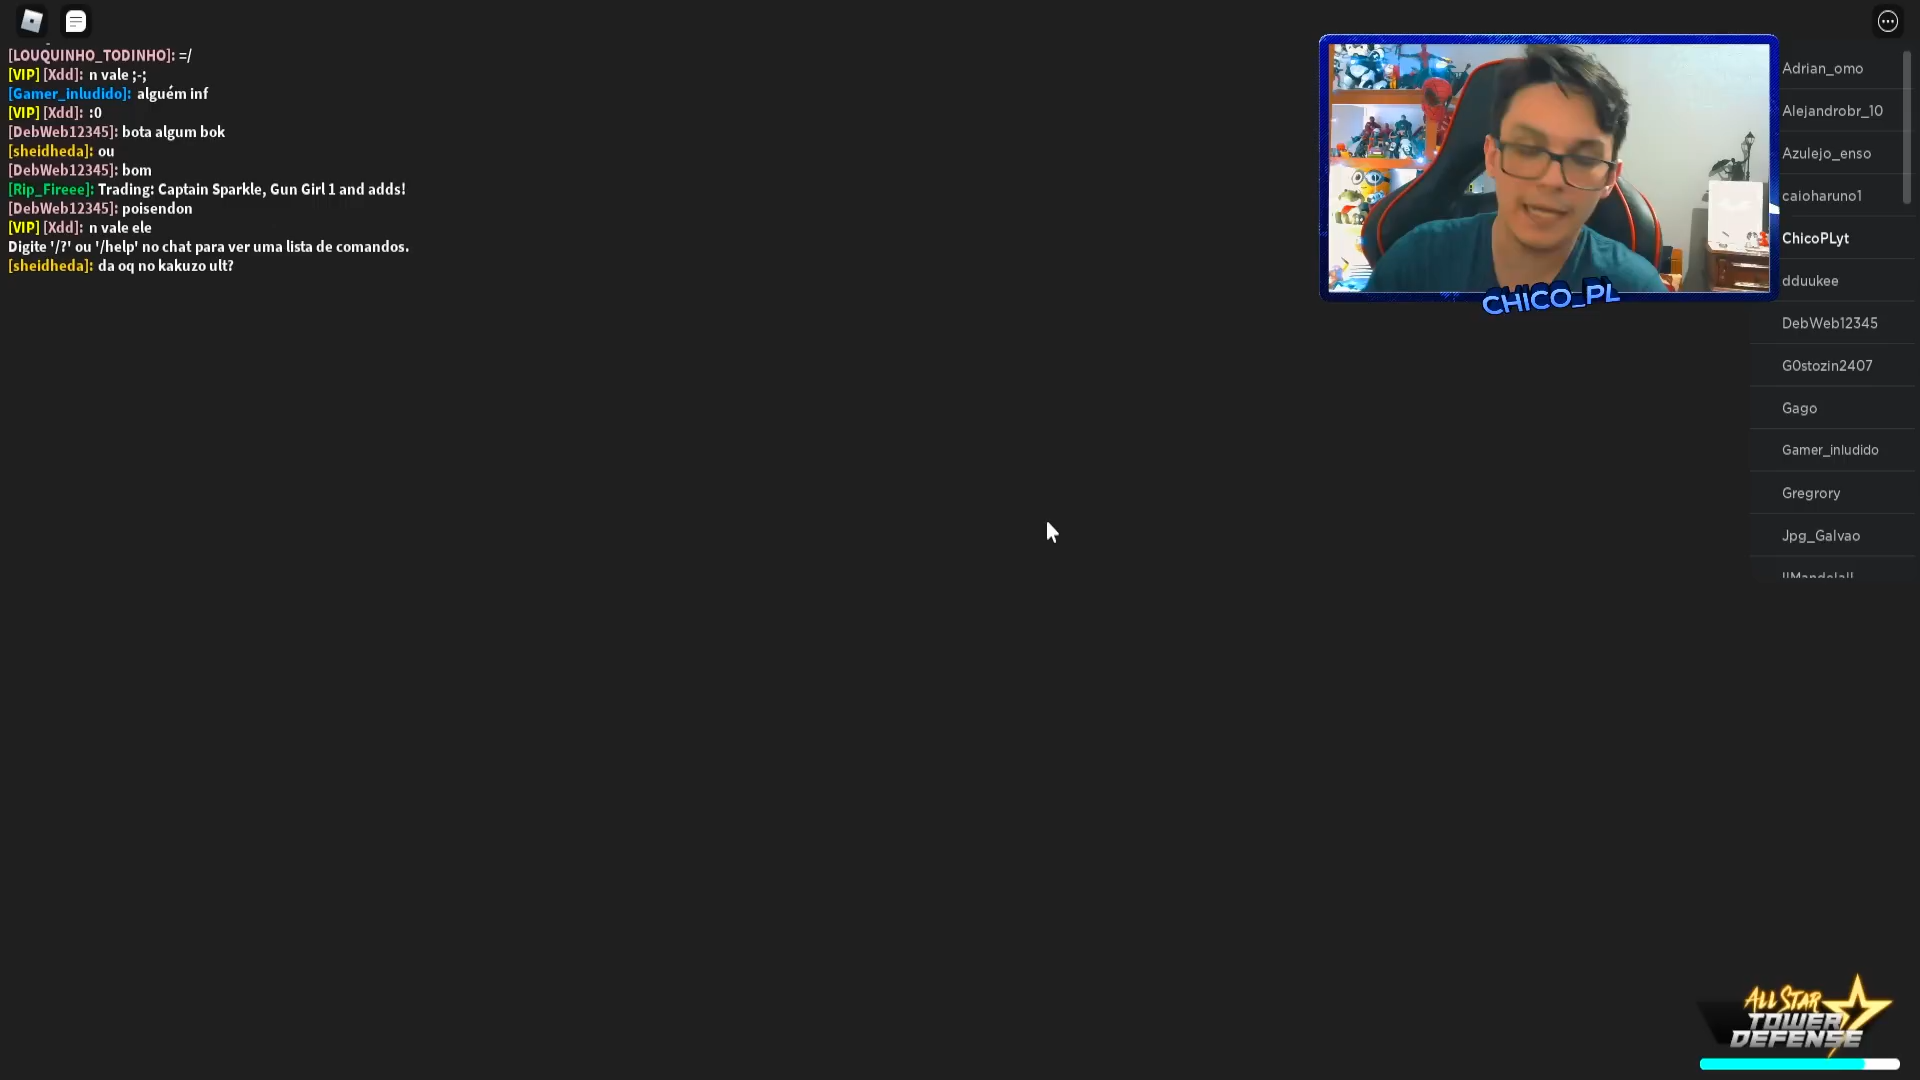 [LOUQUINHO_TODINHO]: =/
[VIP] [Xdd]: n vale ;-;
[Gamer_inludido]: alguém inf
[VIP] [Xdd]: :0
[DebWeb12345]: bota algum bok
[sheidheda]: ou
[DebWeb12345]: bom
[Rip_Fireee]: Trading: Captain Sparkle, Gun Girl 1 and adds!
[DebWeb12345]: poisendon
[VIP] [Xdd]: n vale ele
Digite '/?' ou '/help' no chat para ver uma lista de comandos.
[sheidheda]: da oq no kakuzo ult?
CHICO_PL
Adrian_omo
Alejandrobr_10
Azulejo_enso
caioharuno1
ChicoPLyt
dduukee
DebWeb12345
G0stozin2407
Gago
Gamer_inludido
Gregrory
Jpg_Galvao
ALL STAR
TOWER
DEFENSE